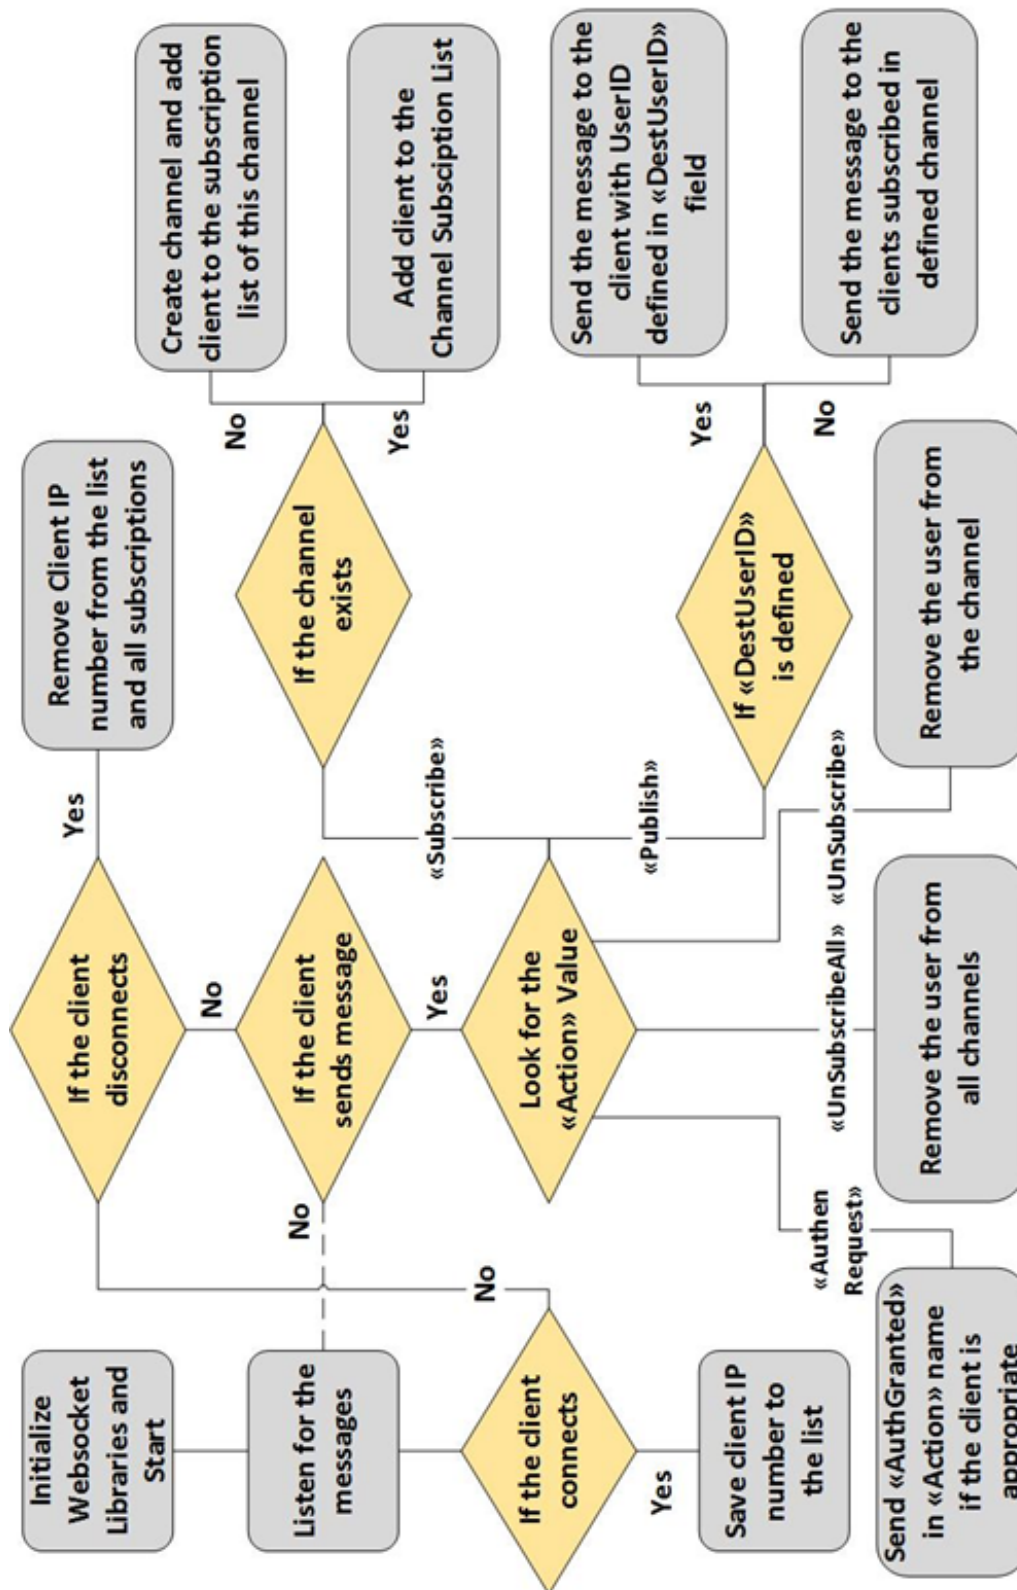 Initialize
Websocket
Libraries and
Start
Listen for the
messages
If the client
connects
Yes
No
Save client IP
number to
the list
If the client
disconnects
Yes
No
Remove Client IP
number from the list
and all subscriptions
If the client
sends message
No
Yes
Look for the
«Action» Value
«Subscribe»
«Publish»
«UnSubscribe»
«UnSubscribeAll»
«Authen
Request»
If the channel
exists
No
Yes
Create channel and add
client to the subscription
list of this channel
Add client to the
Channel Subsciption List
If «DestUserID»
is defined
Yes
No
Send the message to the
client with UserID
defined in «DestUserID»
field
Send the message to the
clients subscribed in
defined channel
Remove the user from
the channel
Remove the user from
all channels
Send «AuthGranted»
in «Action» name
if the client is
appropriate